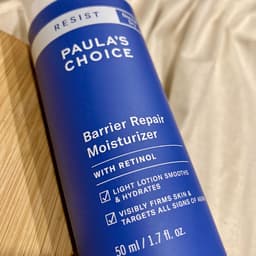 RESIST
PAULA'S
CHOICE
Barrier Repair
Moisturizer
WITH RETINOL
LIGHT LOTION SMOOTHS
& HYDRATES
VISIBLY FIRMS SKIN &
TARGETS ALL SIGNS OF
50 ml / 1.7 fl. oz.